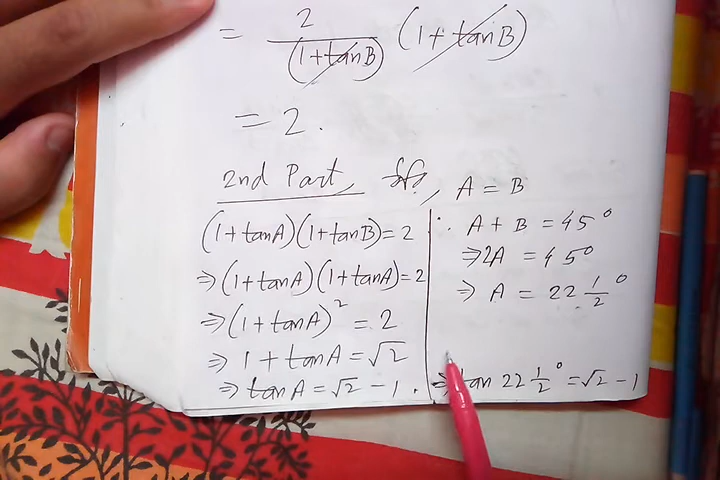 = 2/(1+tanB) (1+tanB)
= 2.
2nd Part, A = B
(1+tanA)(1+tanB)=2
⇒(1+tanA)(1+tanA)=2
⇒(1+tanA)² = 2
⇒ 1+tanA=√2
⇒ tanA=√2-1.
∴ A+B=45°
⇒2A=45°
⇒ A = 22 1/2°
⇒ tan 22 1/2° = √2-1